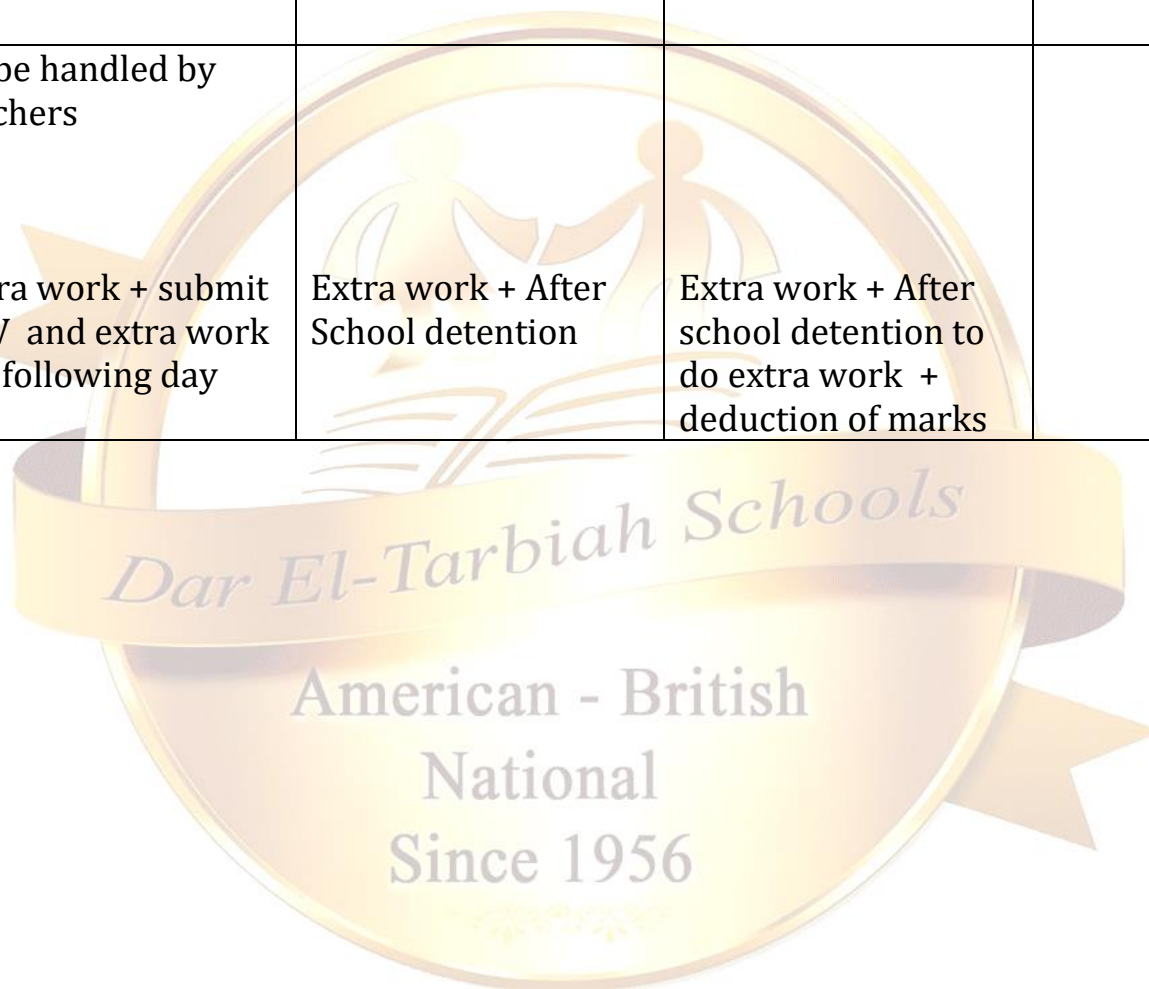 be handled by
chers
ra work + submit
and extra work
following day
Extra work + After
School detention
Extra work + After
school detention to
do extra work +
deduction of marks
Dar El-Tarbiah Schools
American - British
National
Since 1956